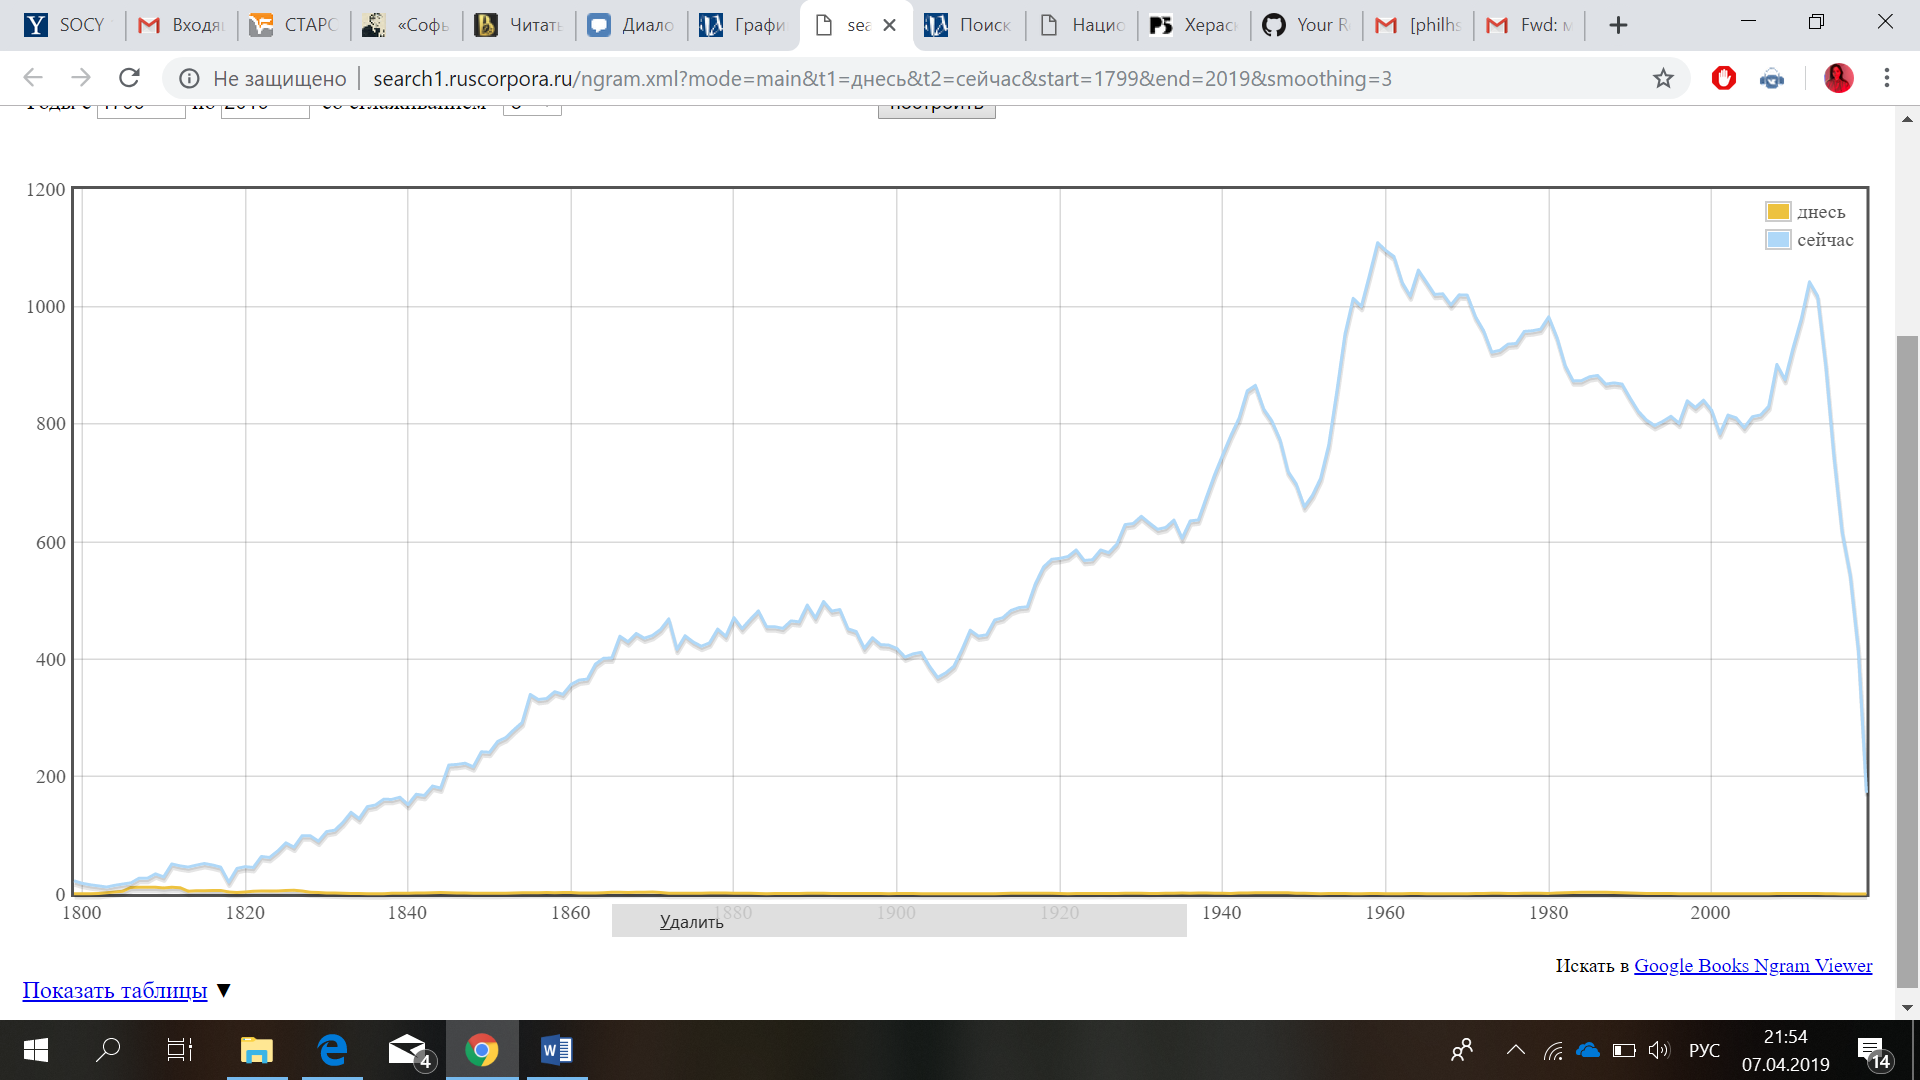 SOCY
Входя
СТАРС
«Софь
Читать
Диало
Графи
sea
Поиск
Нацио
Херас
Your R
[philhs
Fwd: м
Не защищено search1.ruscorpora.ru/ngram.xml?mode=main&t1=днесь&t2=сейчас&start=1799&end=2019&smoothing=3
1200
1000
800
600
400
200
0
днесь
сейчас
1800 1820 1840 1860 1880 1900 1920 1940 1960 1980 2000
Удалить
Искать в Google Books Ngram Viewer
Показать таблицы ▼
4
РУС
21:54
07.04.2019
14